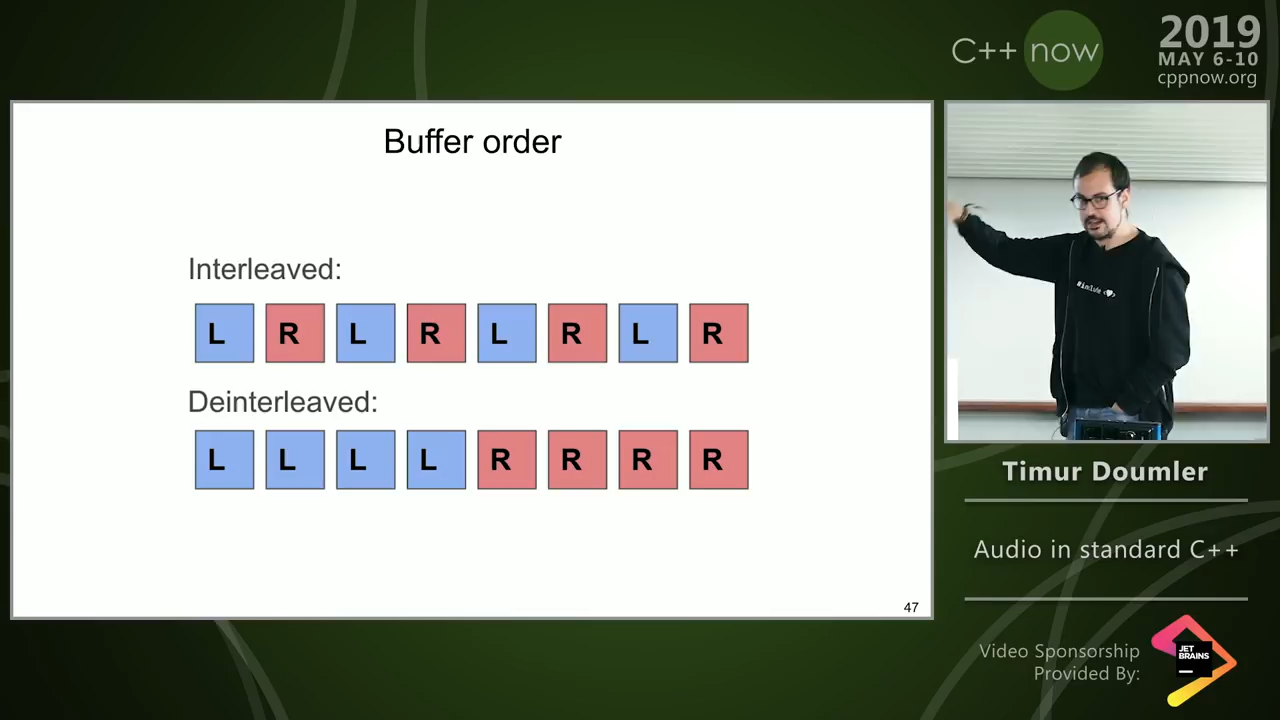 C++ now
2019
MAY 6-10
cppnow.org
Buffer order
Interleaved:
L R L R L R L R
Deinterleaved:
L L L L R R R R
47
#include <♥>
Timur Doumler
Audio in standard C++
Video Sponsorship
Provided By:
JET
BRAINS